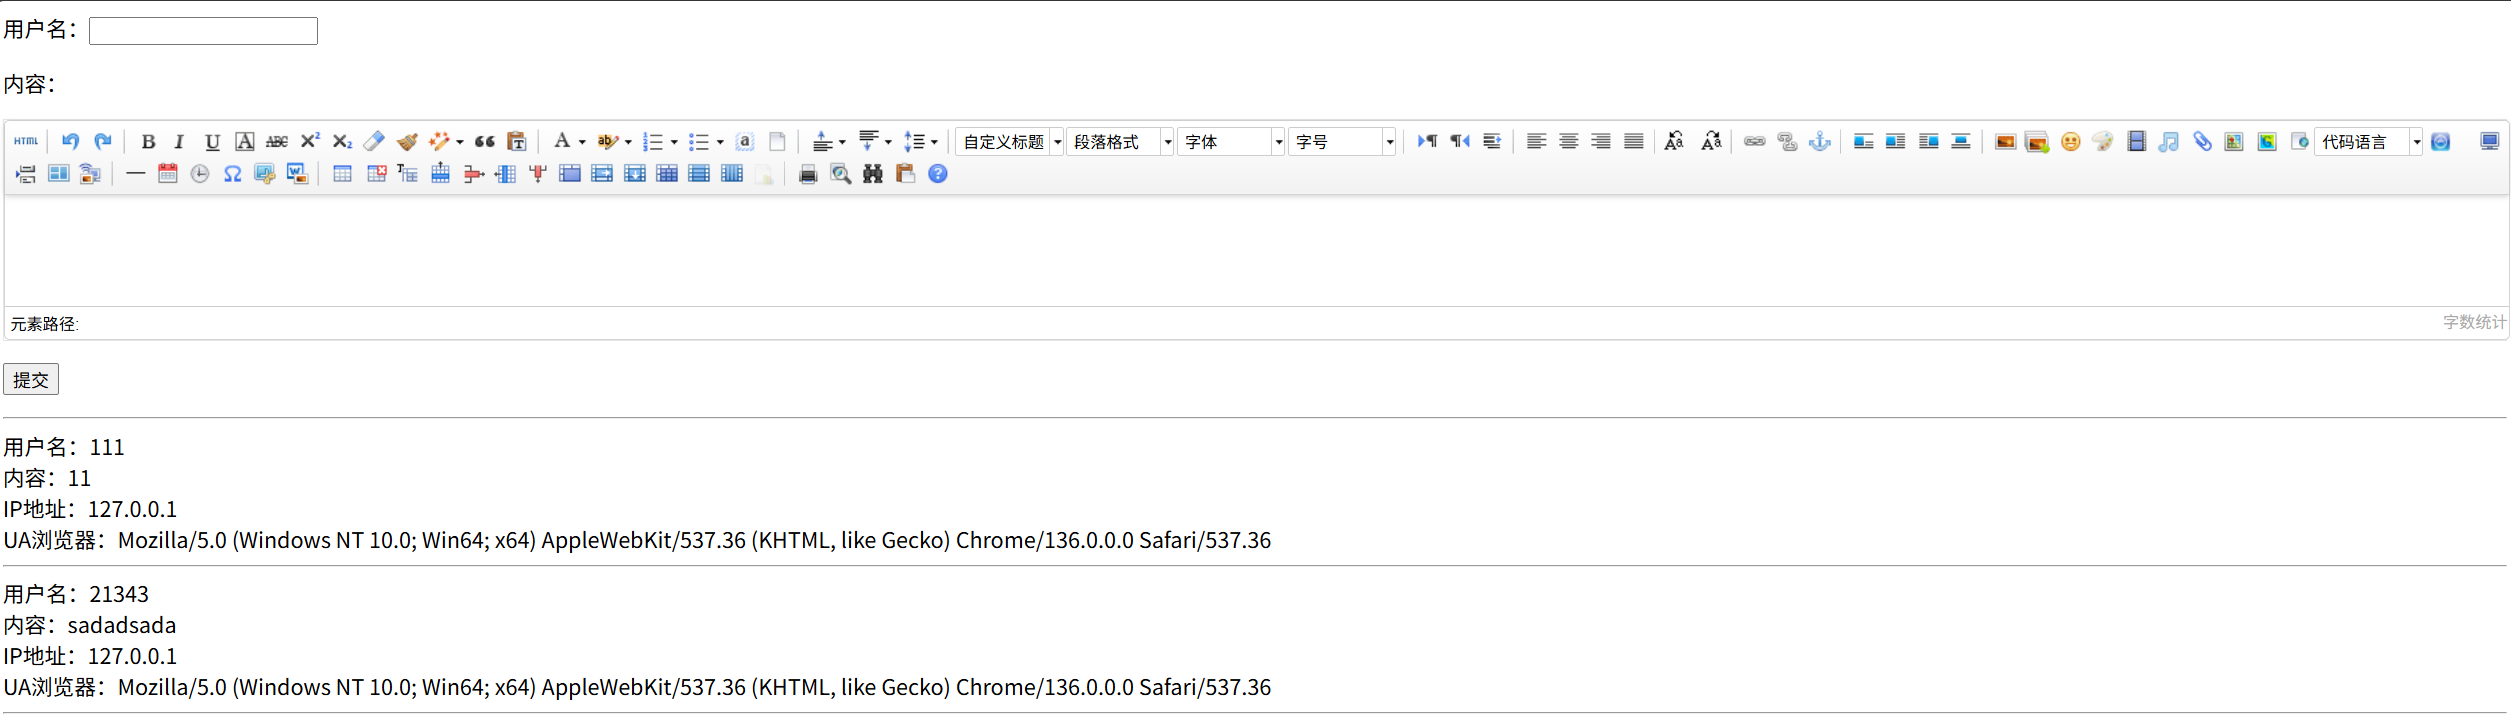 用户名：
内容：
HTML B I U A ABC X² X₂ A ab 自定义标题 段落格式 字体 字号 代码语言
元素路径:
字数统计
提交
用户名：111
内容：11
IP地址：127.0.0.1
UA浏览器：Mozilla/5.0 (Windows NT 10.0; Win64; x64) AppleWebKit/537.36 (KHTML, like Gecko) Chrome/136.0.0.0 Safari/537.36
用户名：21343
内容：sadadsada
IP地址：127.0.0.1
UA浏览器：Mozilla/5.0 (Windows NT 10.0; Win64; x64) AppleWebKit/537.36 (KHTML, like Gecko) Chrome/136.0.0.0 Safari/537.36